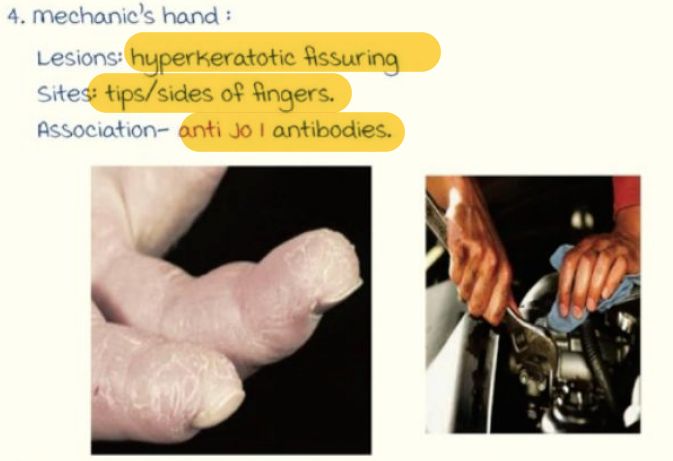 4. mechanic's hand :
Lesions: hyperkeratotic fissuring
Sites: tips/sides of fingers.
Association- anti Jo 1 antibodies.